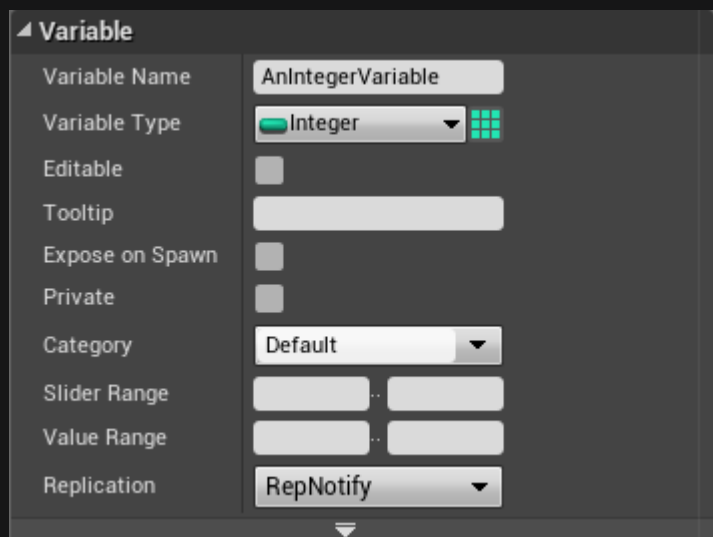 Variable
Variable Name AnIntegerVariable
Variable Type Integer
Editable
Tooltip
Expose on Spawn
Private
Category Default
Slider Range ..
Value Range ..
Replication RepNotify